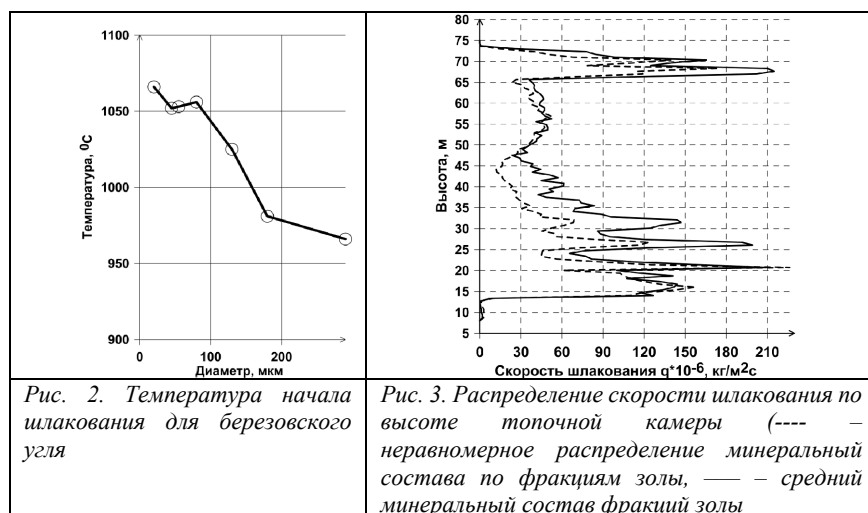 1100
1050
1000
950
900
0
100
200
Температура, ⁰C
Диаметр, мкм
80
75
70
65
60
55
50
45
40
35
30
25
20
15
10
5
0 30 60 90 120 150 180 210
Высота, м
Скорость шлакования q*10-6, кг/м²с
Рис. 2. Температура начала
шлакования для березовского
угля
Рис. 3. Распределение скорости шлакования по
высоте топочной камеры (---- –
неравномерное распределение минеральный
состава по фракциям золы, —— – средний
минеральный состав фракций золы